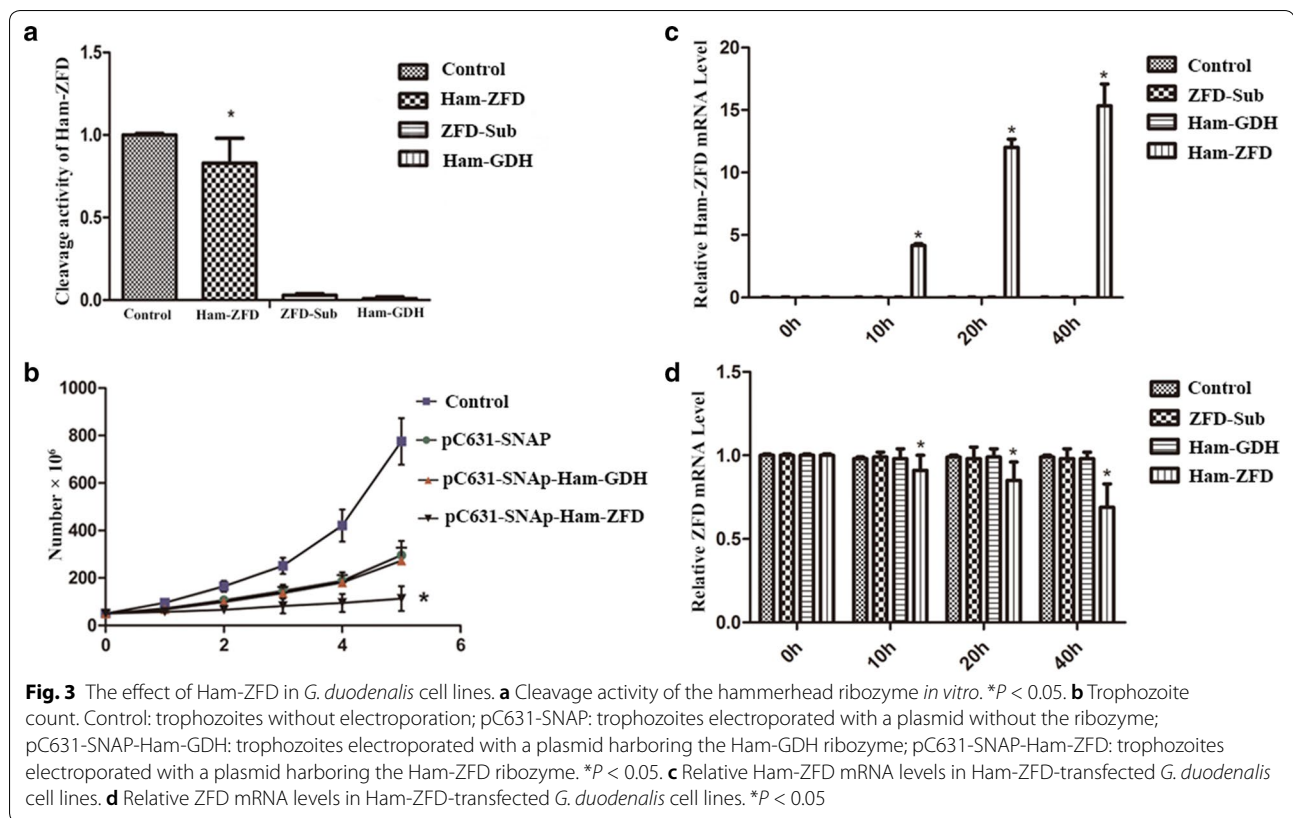 a
1.5
1.0
0.5
0.0
Cleavage activity of Ham-ZFD
*
Control
Ham-ZFD
ZFD-Sub
Ham-GDH
Control
Ham-ZFD
ZFD-Sub
Ham-GDH
c
20
15
10
5
0
Relative Ham-ZFD mRNA Level
*
*
*
0h
10h
20h
40h
Control
ZFD-Sub
Ham-GDH
Ham-ZFD
b
1000
800
600
400
200
0
Number × 10⁶
0
2
4
6
*
Control
pC631-SNAP
pC631-SNAp-Ham-GDH
pC631-SNAp-Ham-ZFD
d
1.5
1.0
0.5
0.0
Relative ZFD mRNA Level
*
*
*
0h
10h
20h
40h
Control
ZFD-Sub
Ham-GDH
Ham-ZFD
Fig. 3 The effect of Ham-ZFD in G. duodenalis cell lines. a Cleavage activity of the hammerhead ribozyme in vitro. *P < 0.05. b Trophozoite
count. Control: trophozoites without electroporation; pC631-SNAP: trophozoites electroporated with a plasmid without the ribozyme;
pC631-SNAP-Ham-GDH: trophozoites electroporated with a plasmid harboring the Ham-GDH ribozyme; pC631-SNAP-Ham-ZFD: trophozoites
electroporated with a plasmid harboring the Ham-ZFD ribozyme. *P < 0.05. c Relative Ham-ZFD mRNA levels in Ham-ZFD-transfected G. duodenalis
cell lines. d Relative ZFD mRNA levels in Ham-ZFD-transfected G. duodenalis cell lines. *P < 0.05